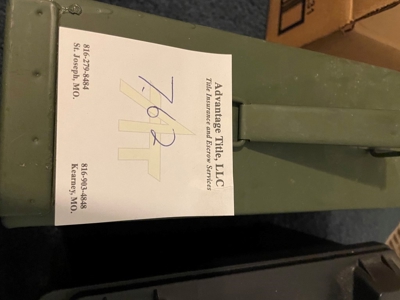 Advantage Title, LLC
Title Insurance and Escrow Services
7.62
816-279-8484
St. Joseph, MO.
816-903-4848
Kearney, MO.